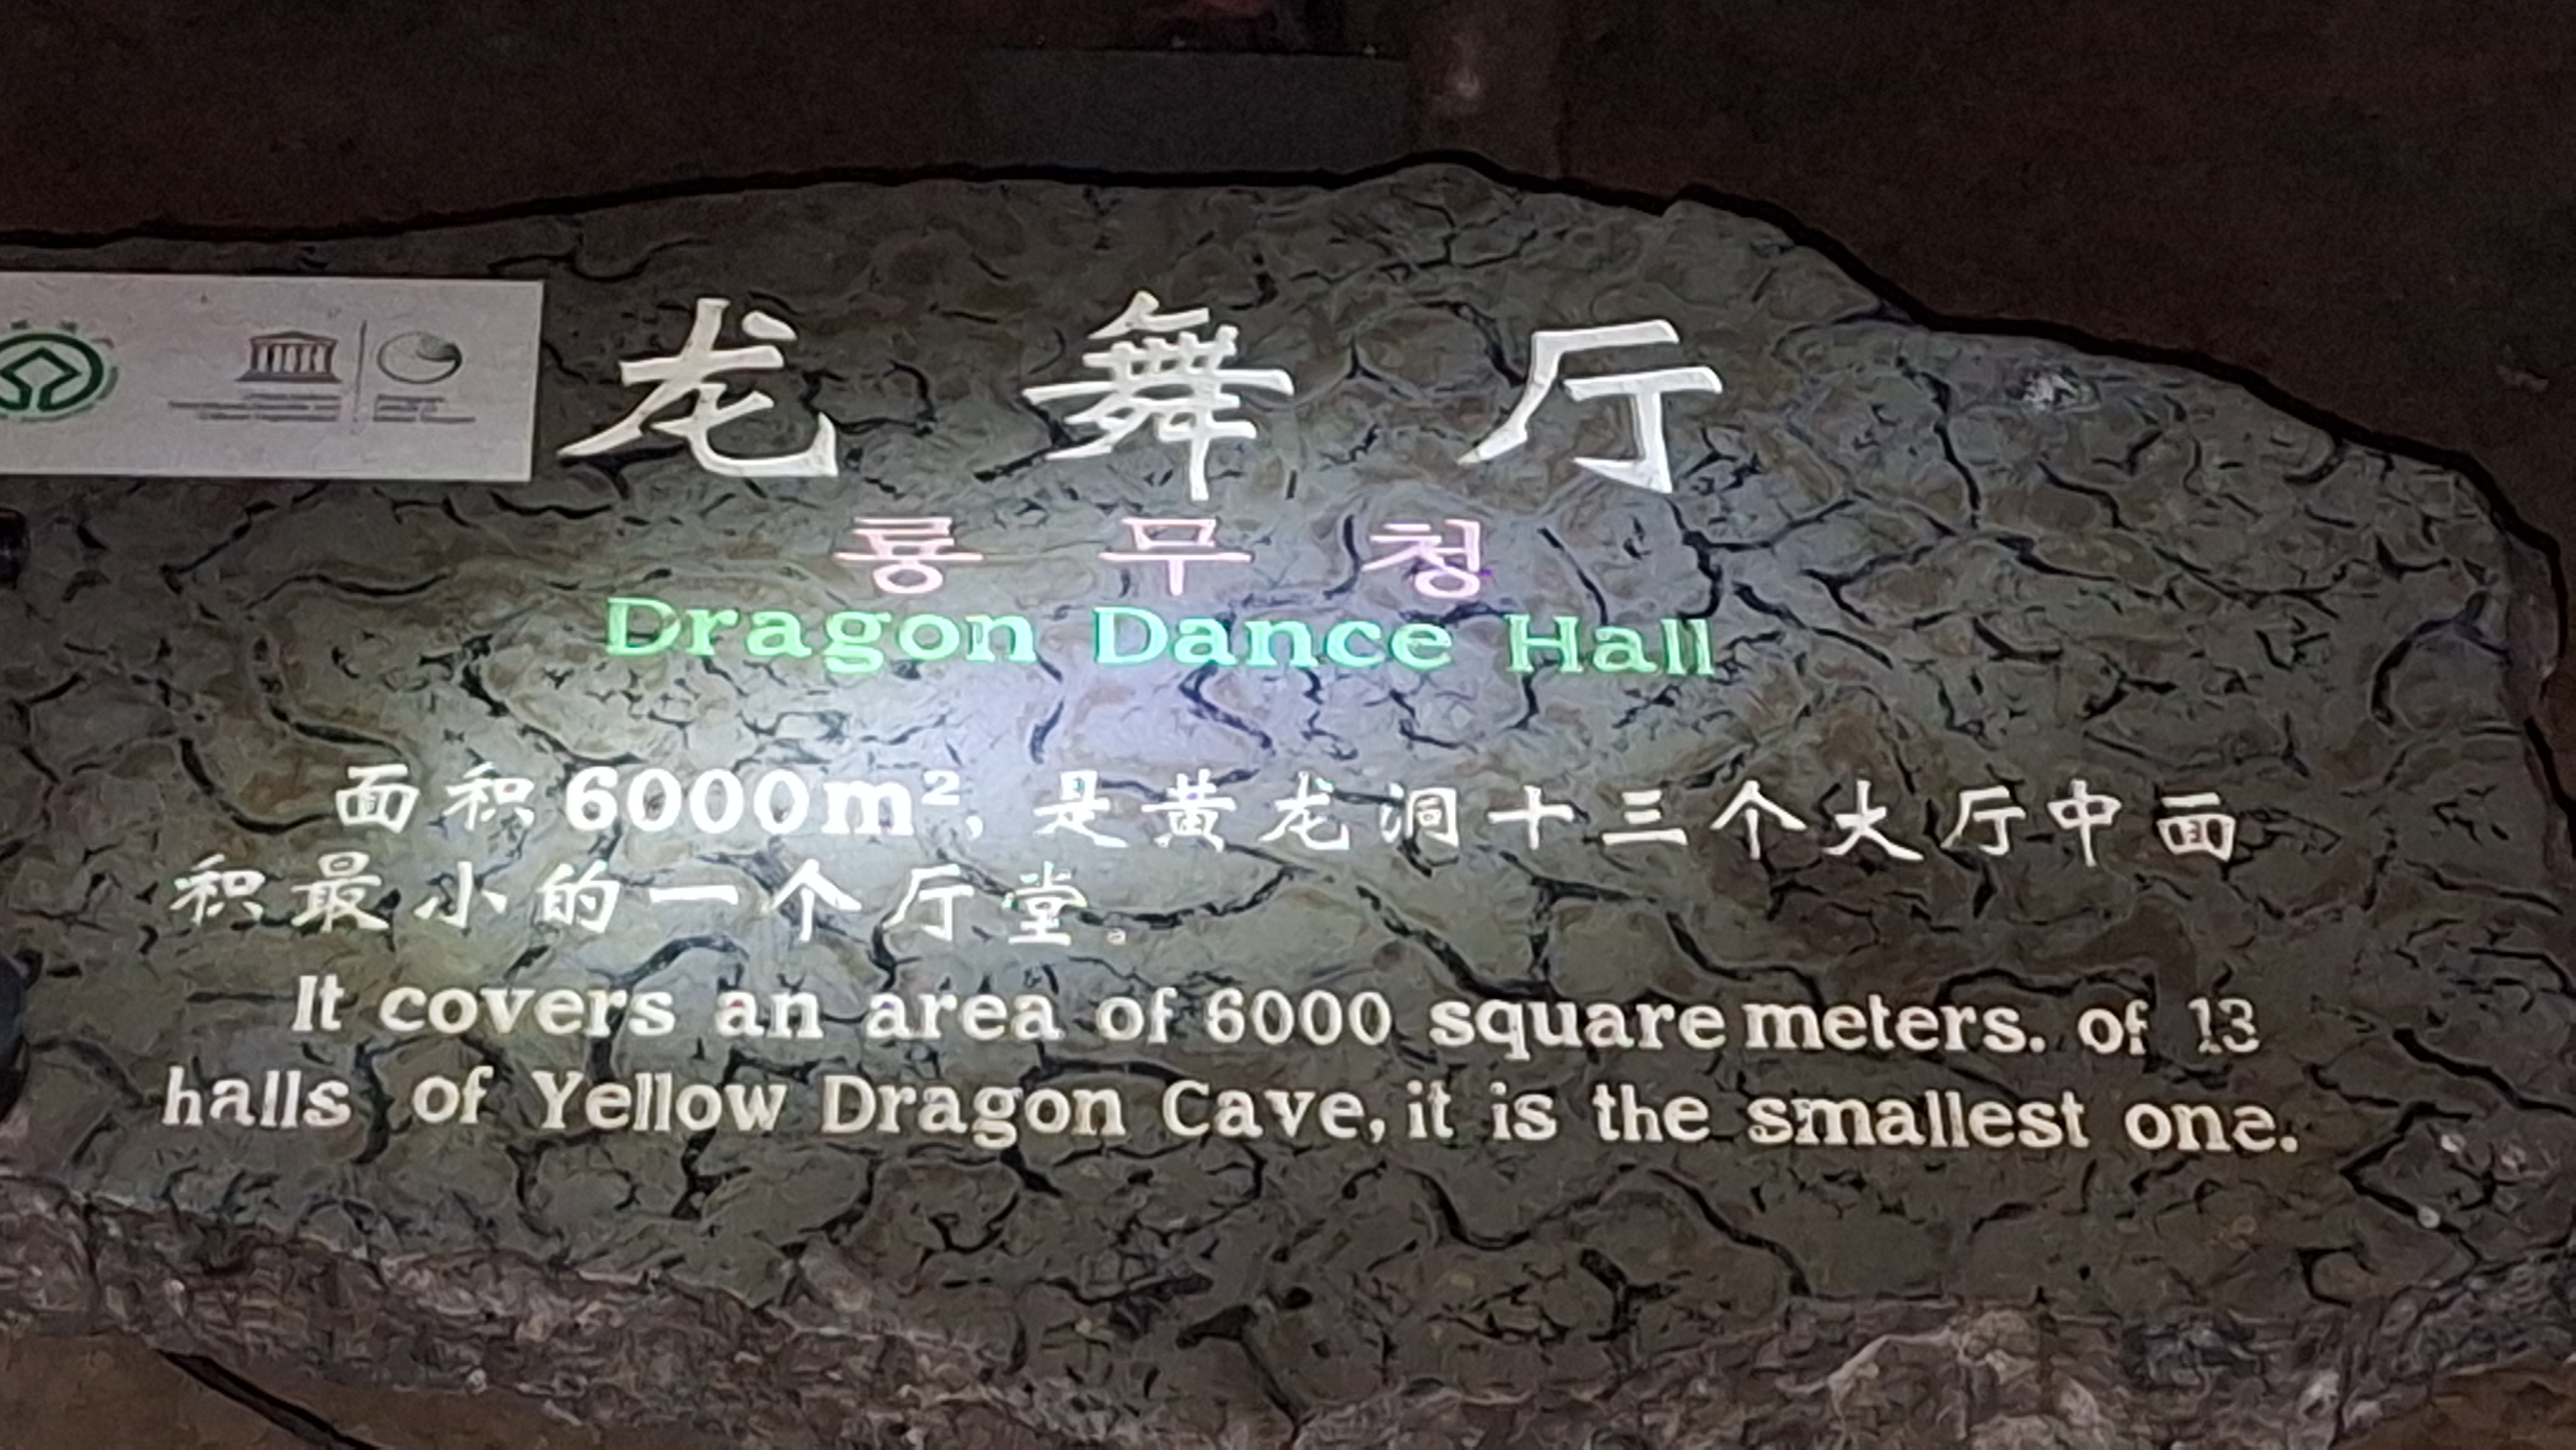 龙舞厅
룡무청
Dragon Dance Hall
面积6000m²，是黄龙洞十三个大厅中面
积最小的一个厅堂。
It covers an area of 6000 square meters. of 13
halls of Yellow Dragon Cave, it is the smallest one.